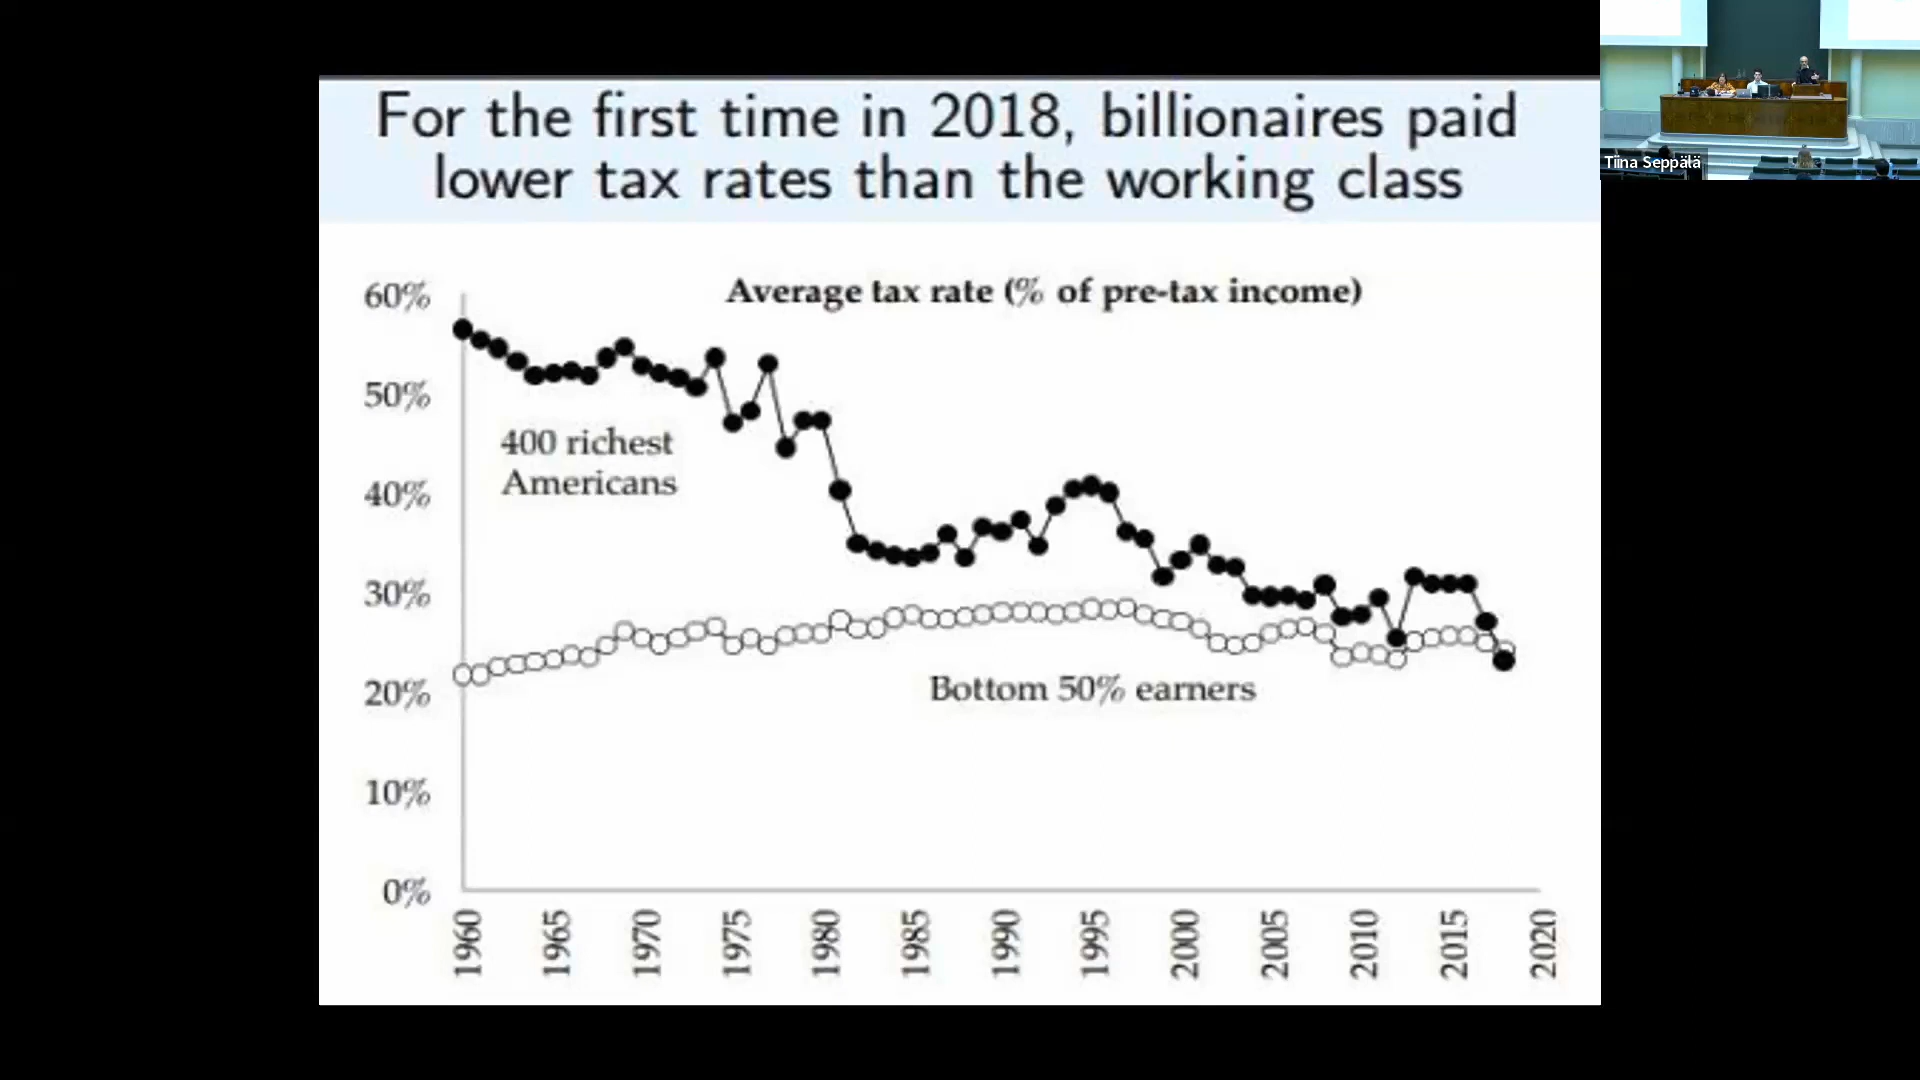 For the first time in 2018, billionaires paid
lower tax rates than the working class
Tiina Seppälä
Average tax rate (% of pre-tax income)
60%
50%
40%
30%
20%
10%
0%
400 richest
Americans
Bottom 50% earners
1960
1965
1970
1975
1980
1985
1990
1995
2000
2005
2010
2015
2020